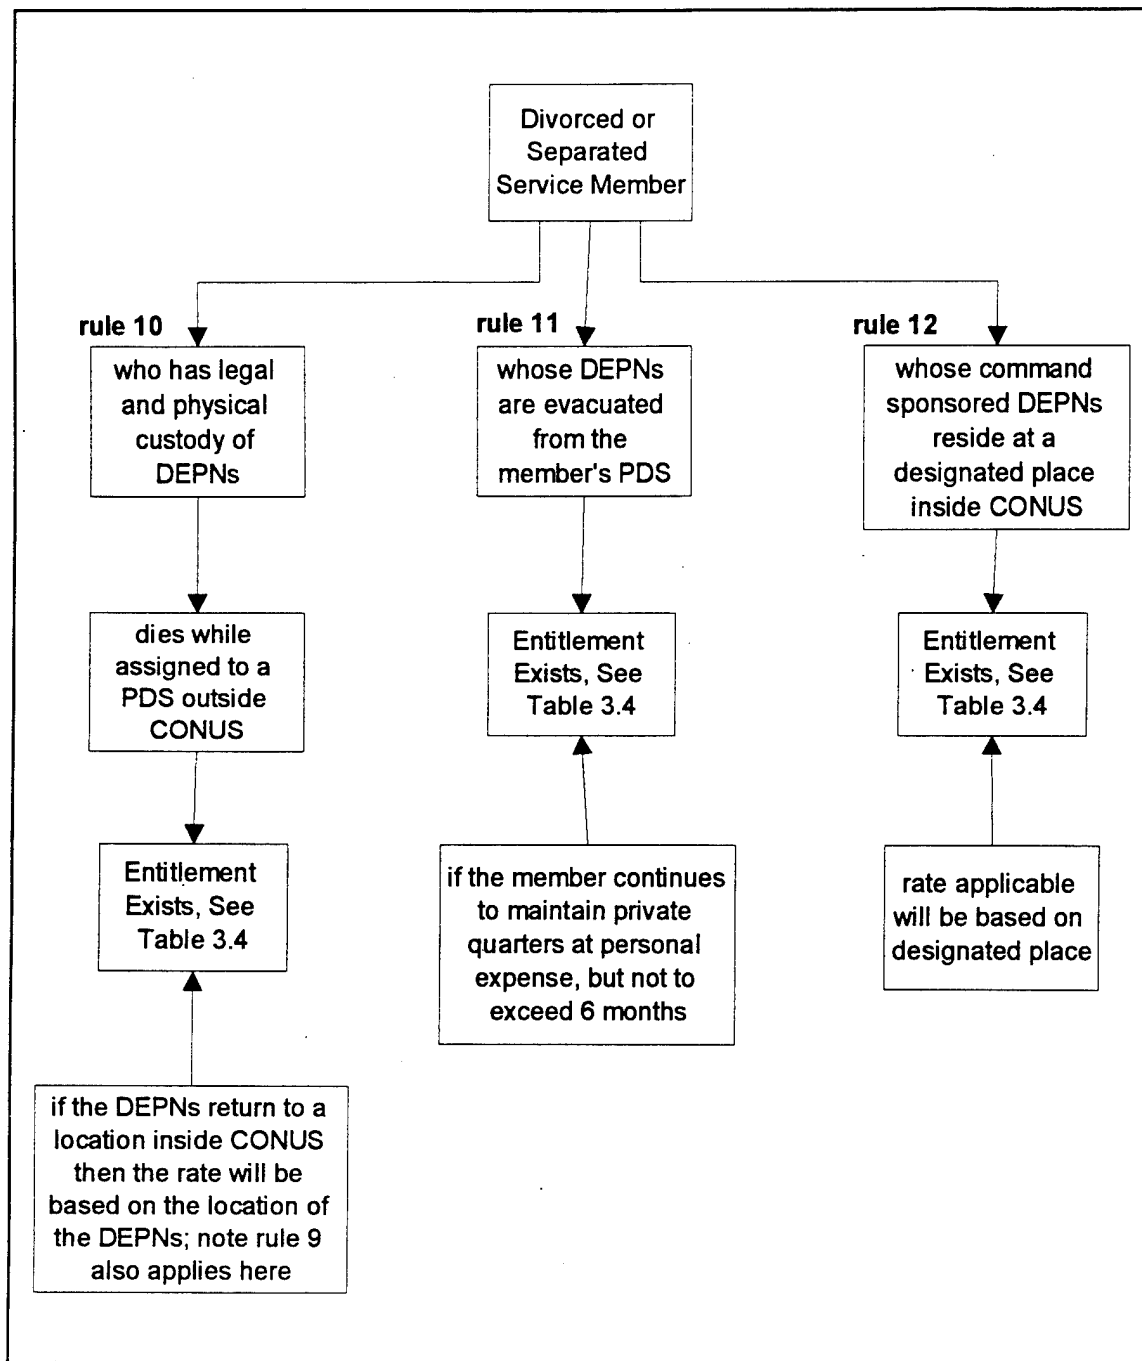 Divorced or
Separated
Service Member
rule 10
who has legal
and physical
custody of
DEPNs
dies while
assigned to a
PDS outside
CONUS
Entitlement
Exists, See
Table 3.4
if the DEPNs return to a
location inside CONUS
then the rate will be
based on the location of
the DEPNs; note rule 9
also applies here
rule 11
whose DEPNs
are evacuated
from the
member's PDS
Entitlement
Exists, See
Table 3.4
if the member continues
to maintain private
quarters at personal
expense, but not to
exceed 6 months
rule 12
whose command
sponsored DEPNs
reside at a
designated place
inside CONUS
Entitlement
Exists, See
Table 3.4
rate applicable
will be based on
designated place